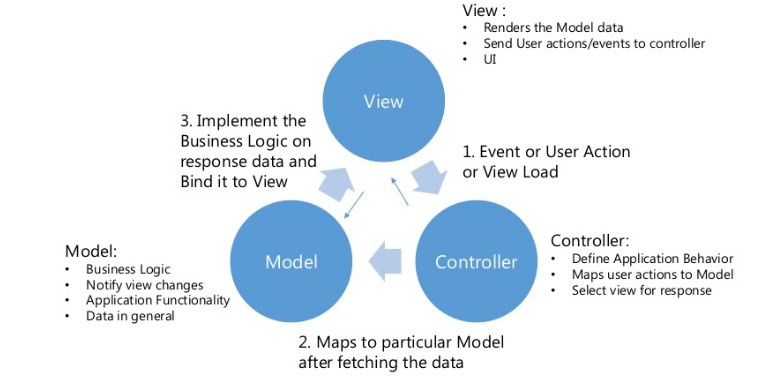 View :
• Renders the Model data
• Send User actions/events to controller
• UI
View
3. Implement the
Business Logic on
response data and
Bind it to View
1. Event or User Action
or View Load
Model:
• Business Logic
• Notify view changes
• Application Functionality
• Data in general
Model
Controller
Controller:
• Define Application Behavior
• Maps user actions to Model
• Select view for response
2. Maps to particular Model
after fetching the data